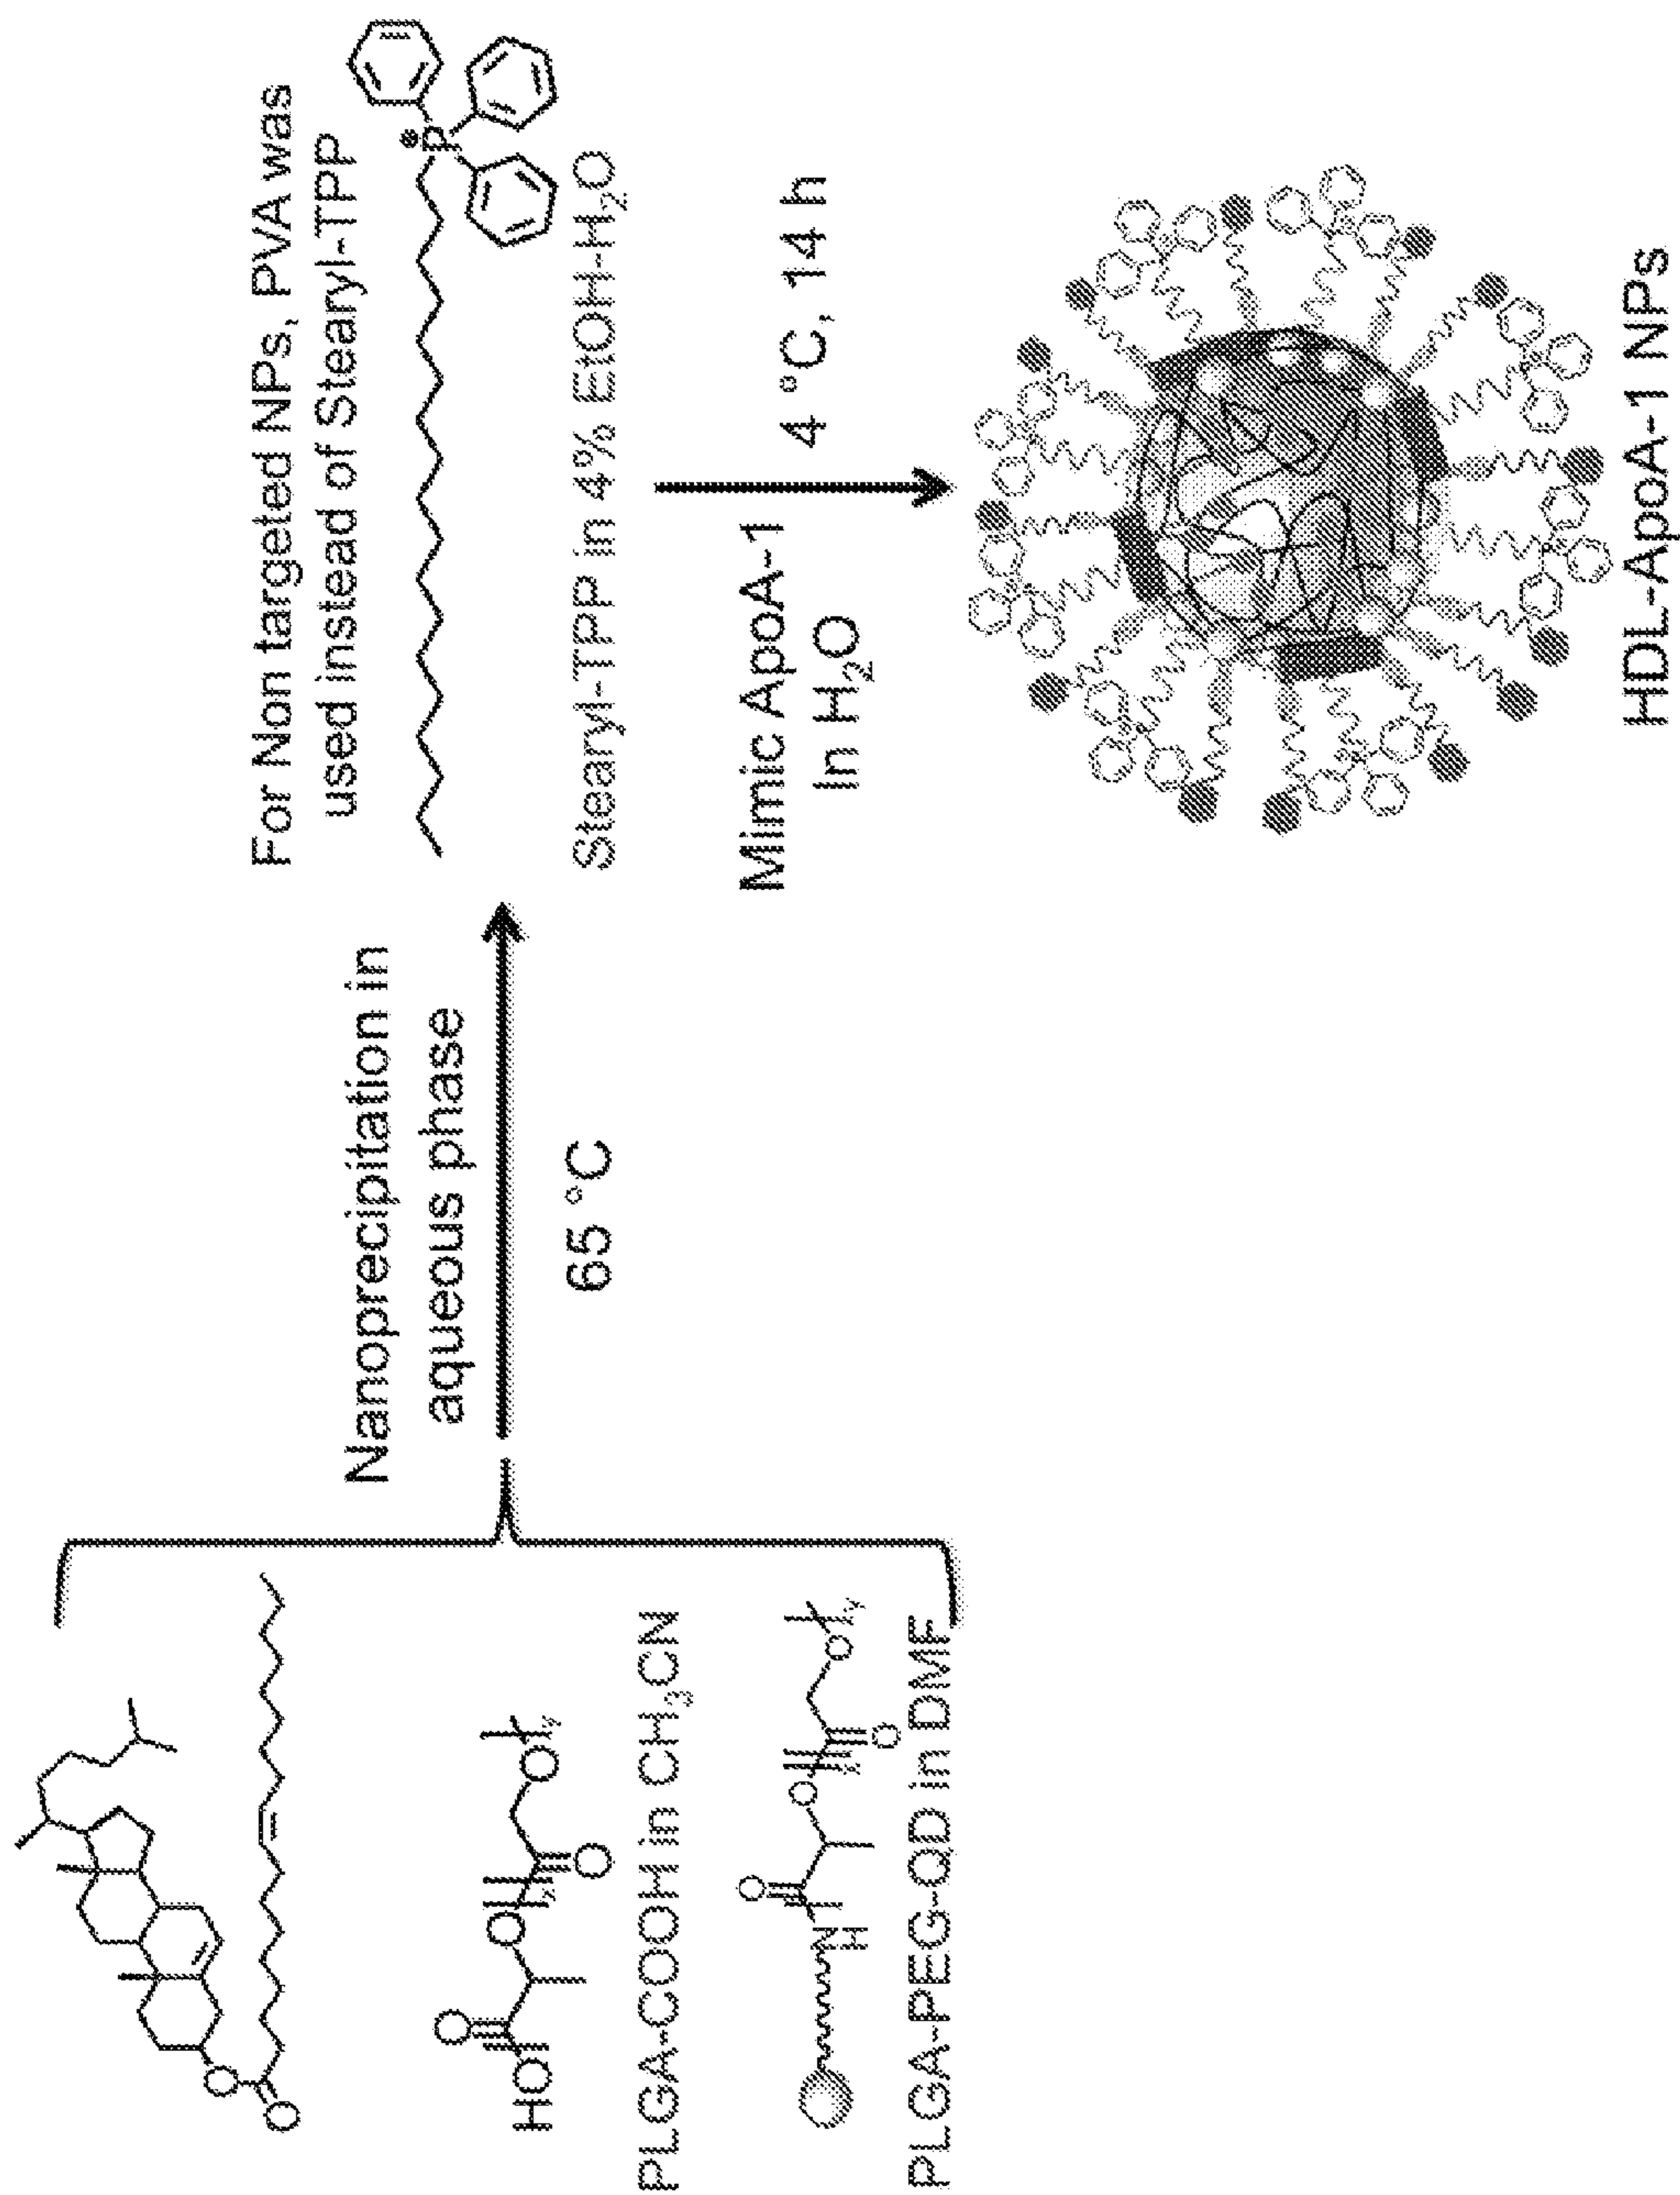 PLGA-COOH in CH₃CN
PLGA-PEG-QD in DMF
Nanoprecipitation in
aqueous phase
65 °C
For Non targeted NPs, PVA was
used instead of Stearyl-TPP
Stearyl-TPP in 4% EtOH-H₂O
Mimic ApoA-1
In H₂O
4 °C, 14 h
HDL-ApoA-1 NPs